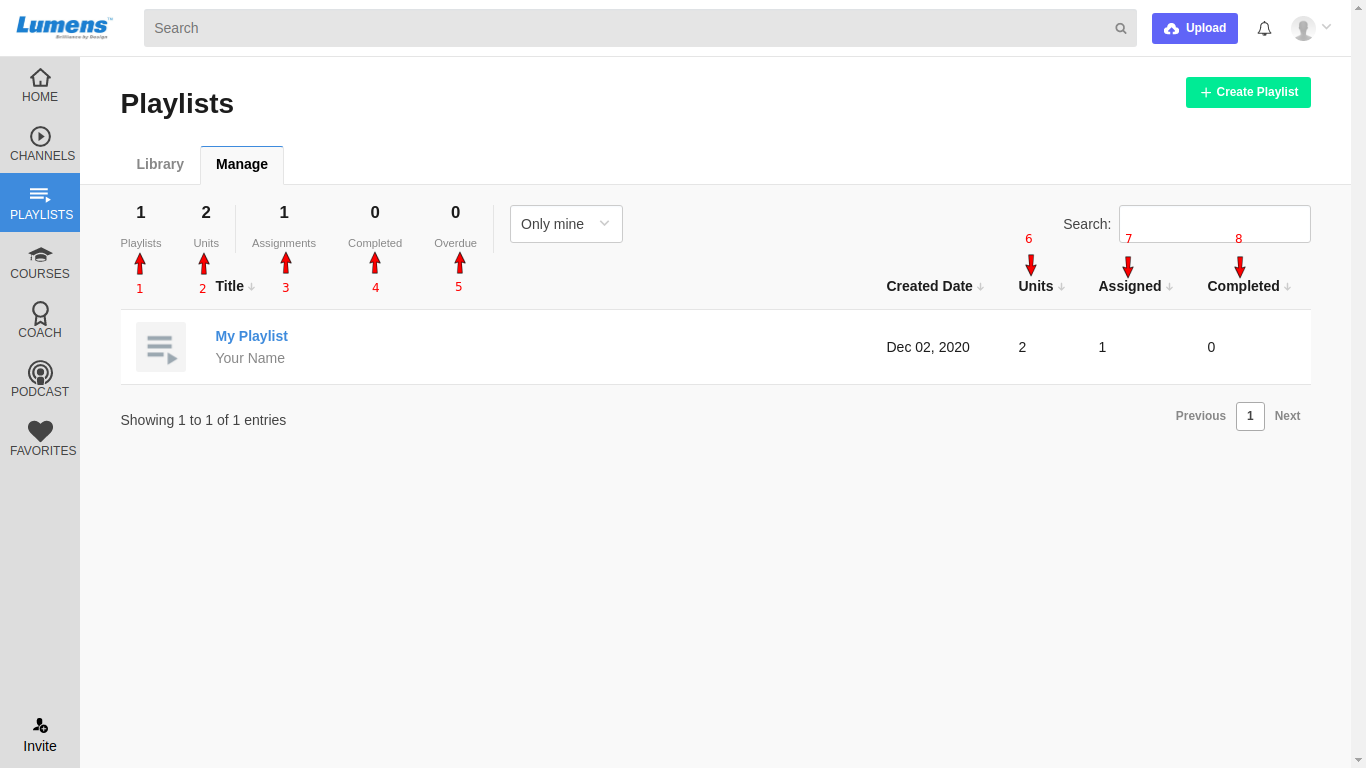 Lumens™
Brilliance by Design
Search
Upload
HOME
CHANNELS
PLAYLISTS
COURSES
COACH
PODCAST
FAVORITES
Invite
Playlists
Create Playlist
Library Manage
1 2 1 0 0
Playlists Units Assignments Completed Overdue
Only mine
Search:
1 2 3 4 5
6 7 8
Title Created Date Units Assigned Completed
My Playlist
Your Name
Dec 02, 2020 2 1 0
Showing 1 to 1 of 1 entries
Previous 1 Next